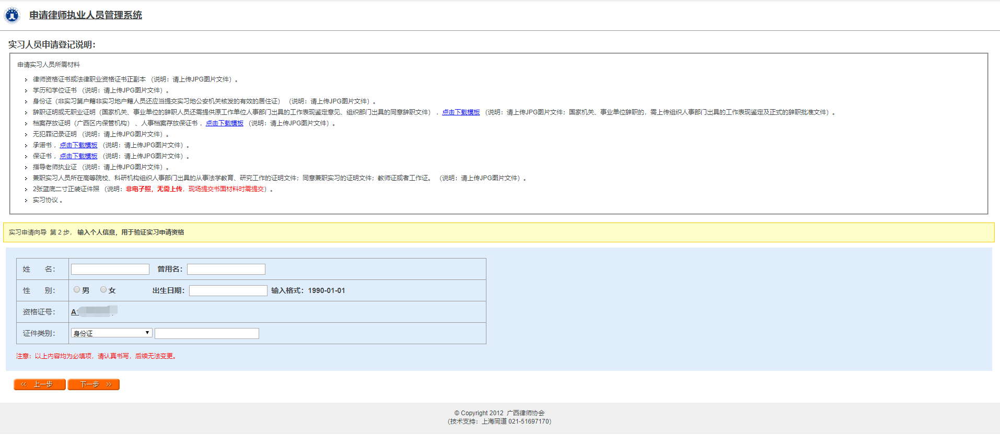 申请律师执业人员管理系统
实习人员申请登记说明：
申请实习人员所需材料
律师资格证书或法律职业资格证书正副本 （说明：请上传JPG图片文件）。
学历和学位证书 （说明：请上传JPG图片文件）。
身份证（非实习第户籍非实习地户籍人员还应当提交实习地公安机关核发的有效的居住证） （说明：请上传JPG图片文件）。
辞职证明或无职业证明（国家机关、事业单位的辞职人员还需提供原工作单位人事部门出具的工作表现鉴定意见、组织部门出具的同意辞职文件），点击下载模板 （说明：请上传JPG图片文件；国家机关、事业单位辞职的，需上传组织人事部门出具的工作表现鉴定及正式的辞职批准文件）。
档案存放证明（广西区内保管机构）、人事档案存放保证书，点击下载模板 （说明：请上传JPG图片文件）。
无犯罪记录证明 （说明：请上传JPG图片文件）。
承诺书，点击下载模板 （说明：请上传JPG图片文件）。
保证书，点击下载模板 （说明：请上传JPG图片文件）。
指导老师执业证 （说明：请上传JPG图片文件）。
兼职实习人员所在高等院校、科研机构组织人事部门出具的从事法学教育、研究工作的证明文件；同意兼职实习的证明文件；教师证或者工作证。 （说明：请上传JPG图片文件）。
2张蓝底二寸正装证件照 （说明：非电子照，无需上传，现场提交书面材料时需提交）。
实习协议 。
实习申请向导 第 2 步， 输入个人信息，用于验证实习申请资格
姓 名： 曾用名：
性 别： 男 女 出生日期： 输入格式：1990-01-01
资格证号： A
证件类别： 身份证
注意：以上内容均为必填项，请认真书写，后续无法变更。
<< 上一步 下一步 >>
© Copyright 2012 广西律师协会
（技术支持：上海同道 021-51697170）